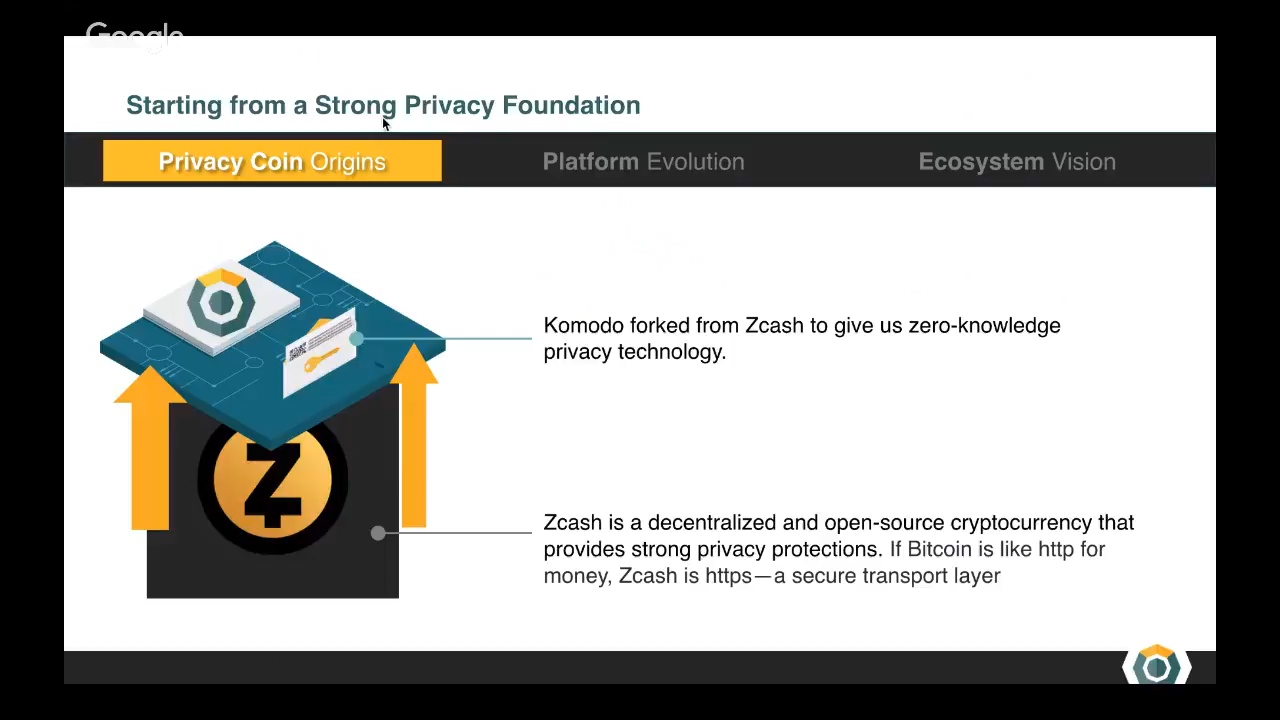 Google
Starting from a Strong Privacy Foundation
Privacy Coin Origins
Platform Evolution
Ecosystem Vision
Komodo forked from Zcash to give us zero-knowledge
privacy technology.
Zcash is a decentralized and open-source cryptocurrency that
provides strong privacy protections. If Bitcoin is like http for
money, Zcash is https—a secure transport layer